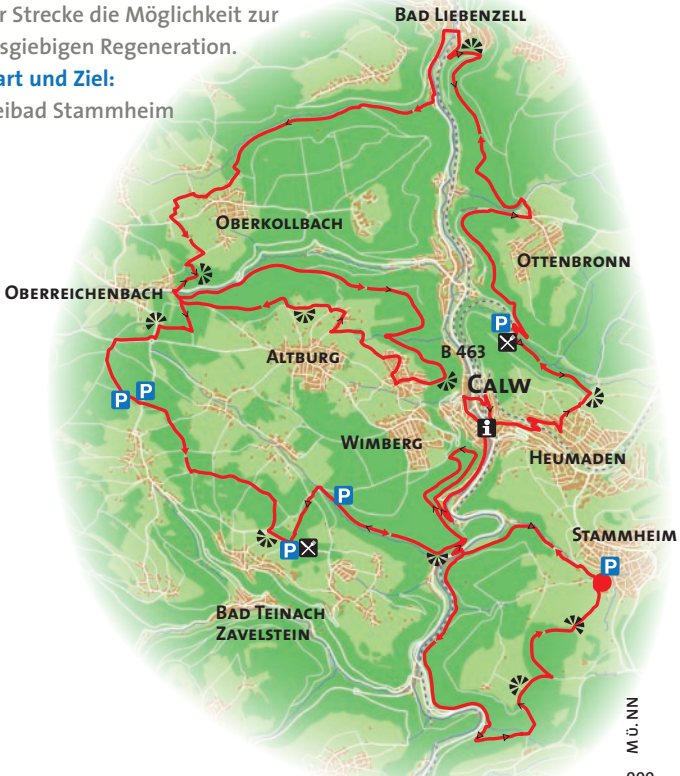 r Strecke die Möglichkeit zur
sgiebigen Regeneration.
art und Ziel:
eibad Stammheim
BAD LIEBENZELL
OBERKOLLBACH
OTTENBRONN
OBERREICHENBACH
P
B 463
ALTBURG
P P
CALW
i
WIMBERG
HEUMADEN
P
STAMMHEIM
P
P
BAD TEINACH
ZAVELSTEIN
M ü. NN